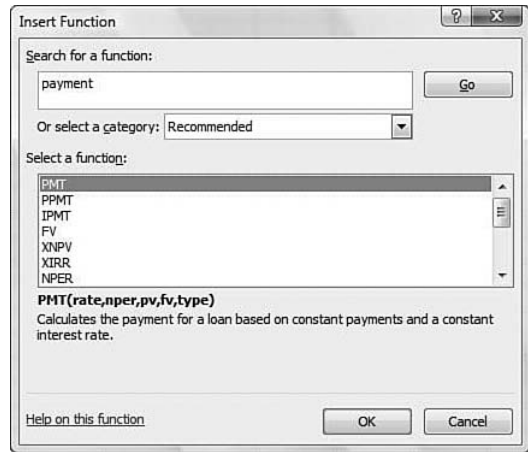 Insert Function
Search for a function:
payment
Go
Or select a category: Recommended
Select a function:
PMT
PPMT
IPMT
FV
XNPV
XIRR
NPER
PMT(rate,nper,pv,fv,type)
Calculates the payment for a loan based on constant payments and a constant
interest rate.
Help on this function
OK Cancel